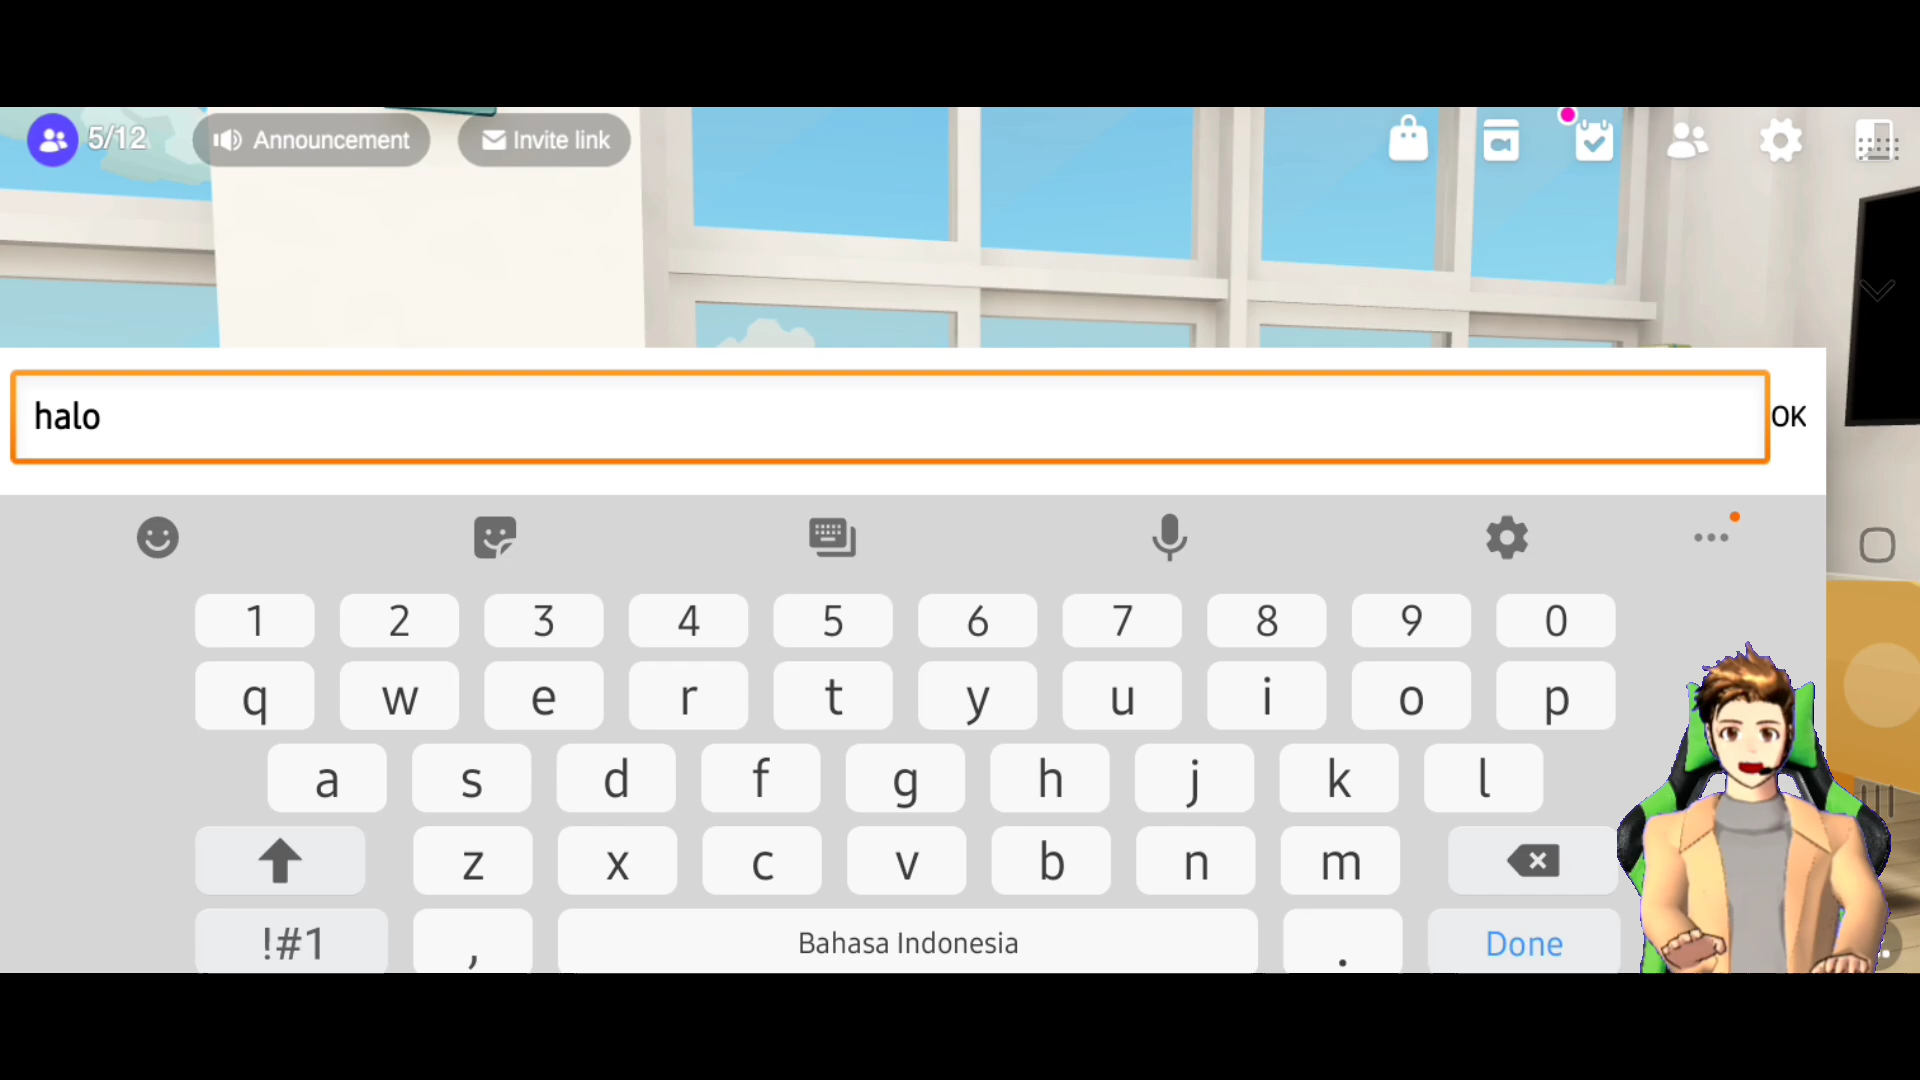 5/12 Announcement Invite link
halo OK
1 2 3 4 5 6 7 8 9 0
q w e r t y u i o p
a s d f g h j k l
z x c v b n m
!#1 , Bahasa Indonesia . Done